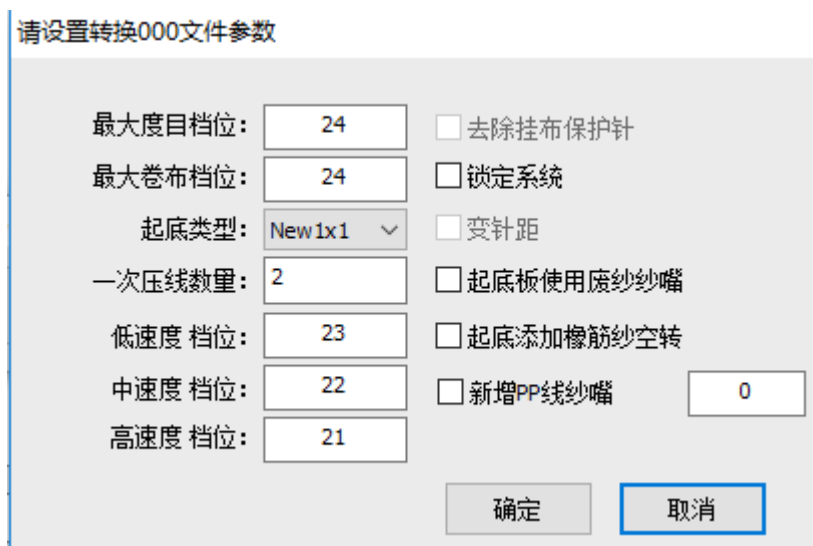 请设置转换000文件参数
最大度目档位: 24 去除挂布保护针
最大卷布档位: 24 锁定系统
起底类型: New1x1 变针距
一次压线数量: 2 起底板使用废纱纱嘴
低速度 档位: 23 起底添加橡筋纱空转
中速度 档位: 22 新增PP线纱嘴 0
高速度 档位: 21
确定 取消